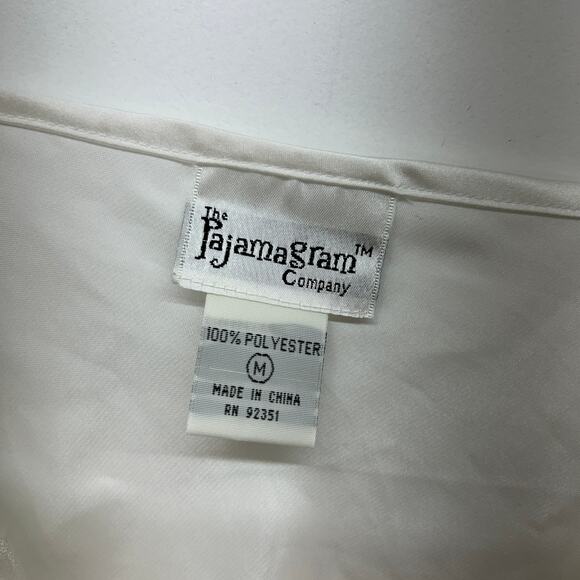 The
Pajamagram™
Company
100% POLYESTER
M
MADE IN CHINA
RN 92351